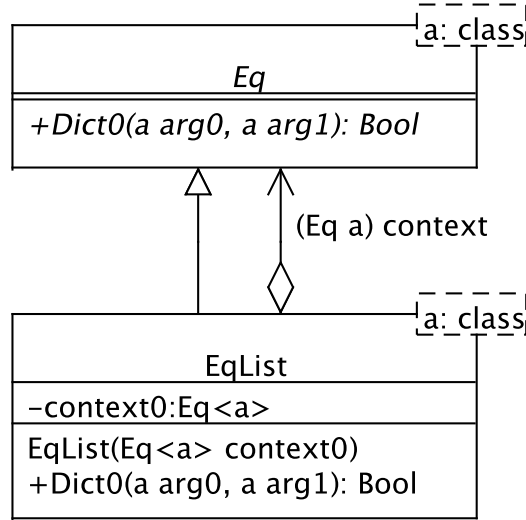 a: class
Eq
+Dict0(a arg0, a arg1): Bool
(Eq a) context
a: class
EqList
–context0:Eq<a>
EqList(Eq<a> context0)
+Dict0(a arg0, a arg1): Bool